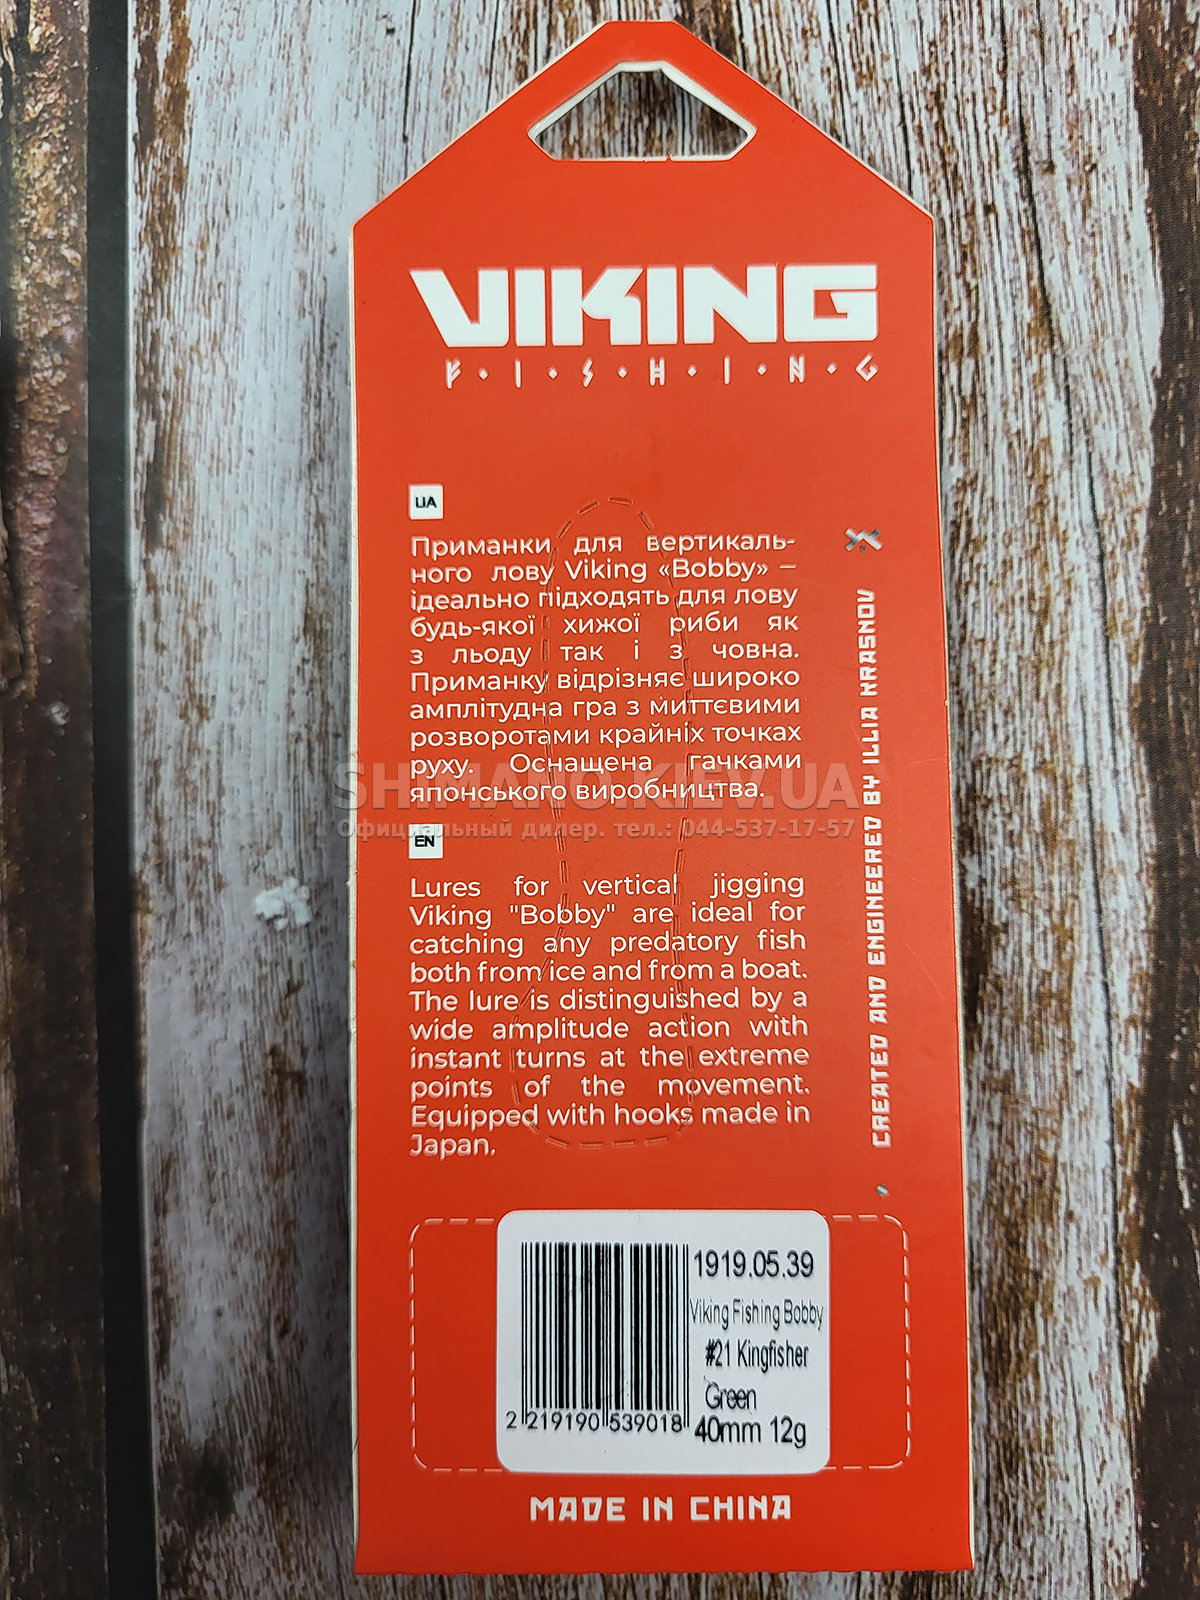 VIKING
F·I·S·H·I·N·G
UA
Приманки для вертикаль-
ного лову Viking «Bobby» –
ідеально підходять для лову
будь-якої хижої риби як
з льоду так і з човна.
Приманку відрізняє широко
амплітудна гра з миттєвими
розворотами крайніх точках
руху. Оснащена гачками
японського виробництва.
SHIMANO.KIEV.UA
Официальный дилер. тел.: 044-537-17-57
EN
Lures for vertical jigging
Viking "Bobby" are ideal for
catching any predatory fish
both from ice and from a boat.
The lure is distinguished by a
wide amplitude action with
instant turns at the extreme
points of the movement.
Equipped with hooks made in
Japan.
CREATED AND ENGINEERED BY ILLIA KRASNOV
1919.05.39
Viking Fishing Bobby
#21 Kingfisher
Green
40mm 12g
2 219190 539018
MADE IN CHINA